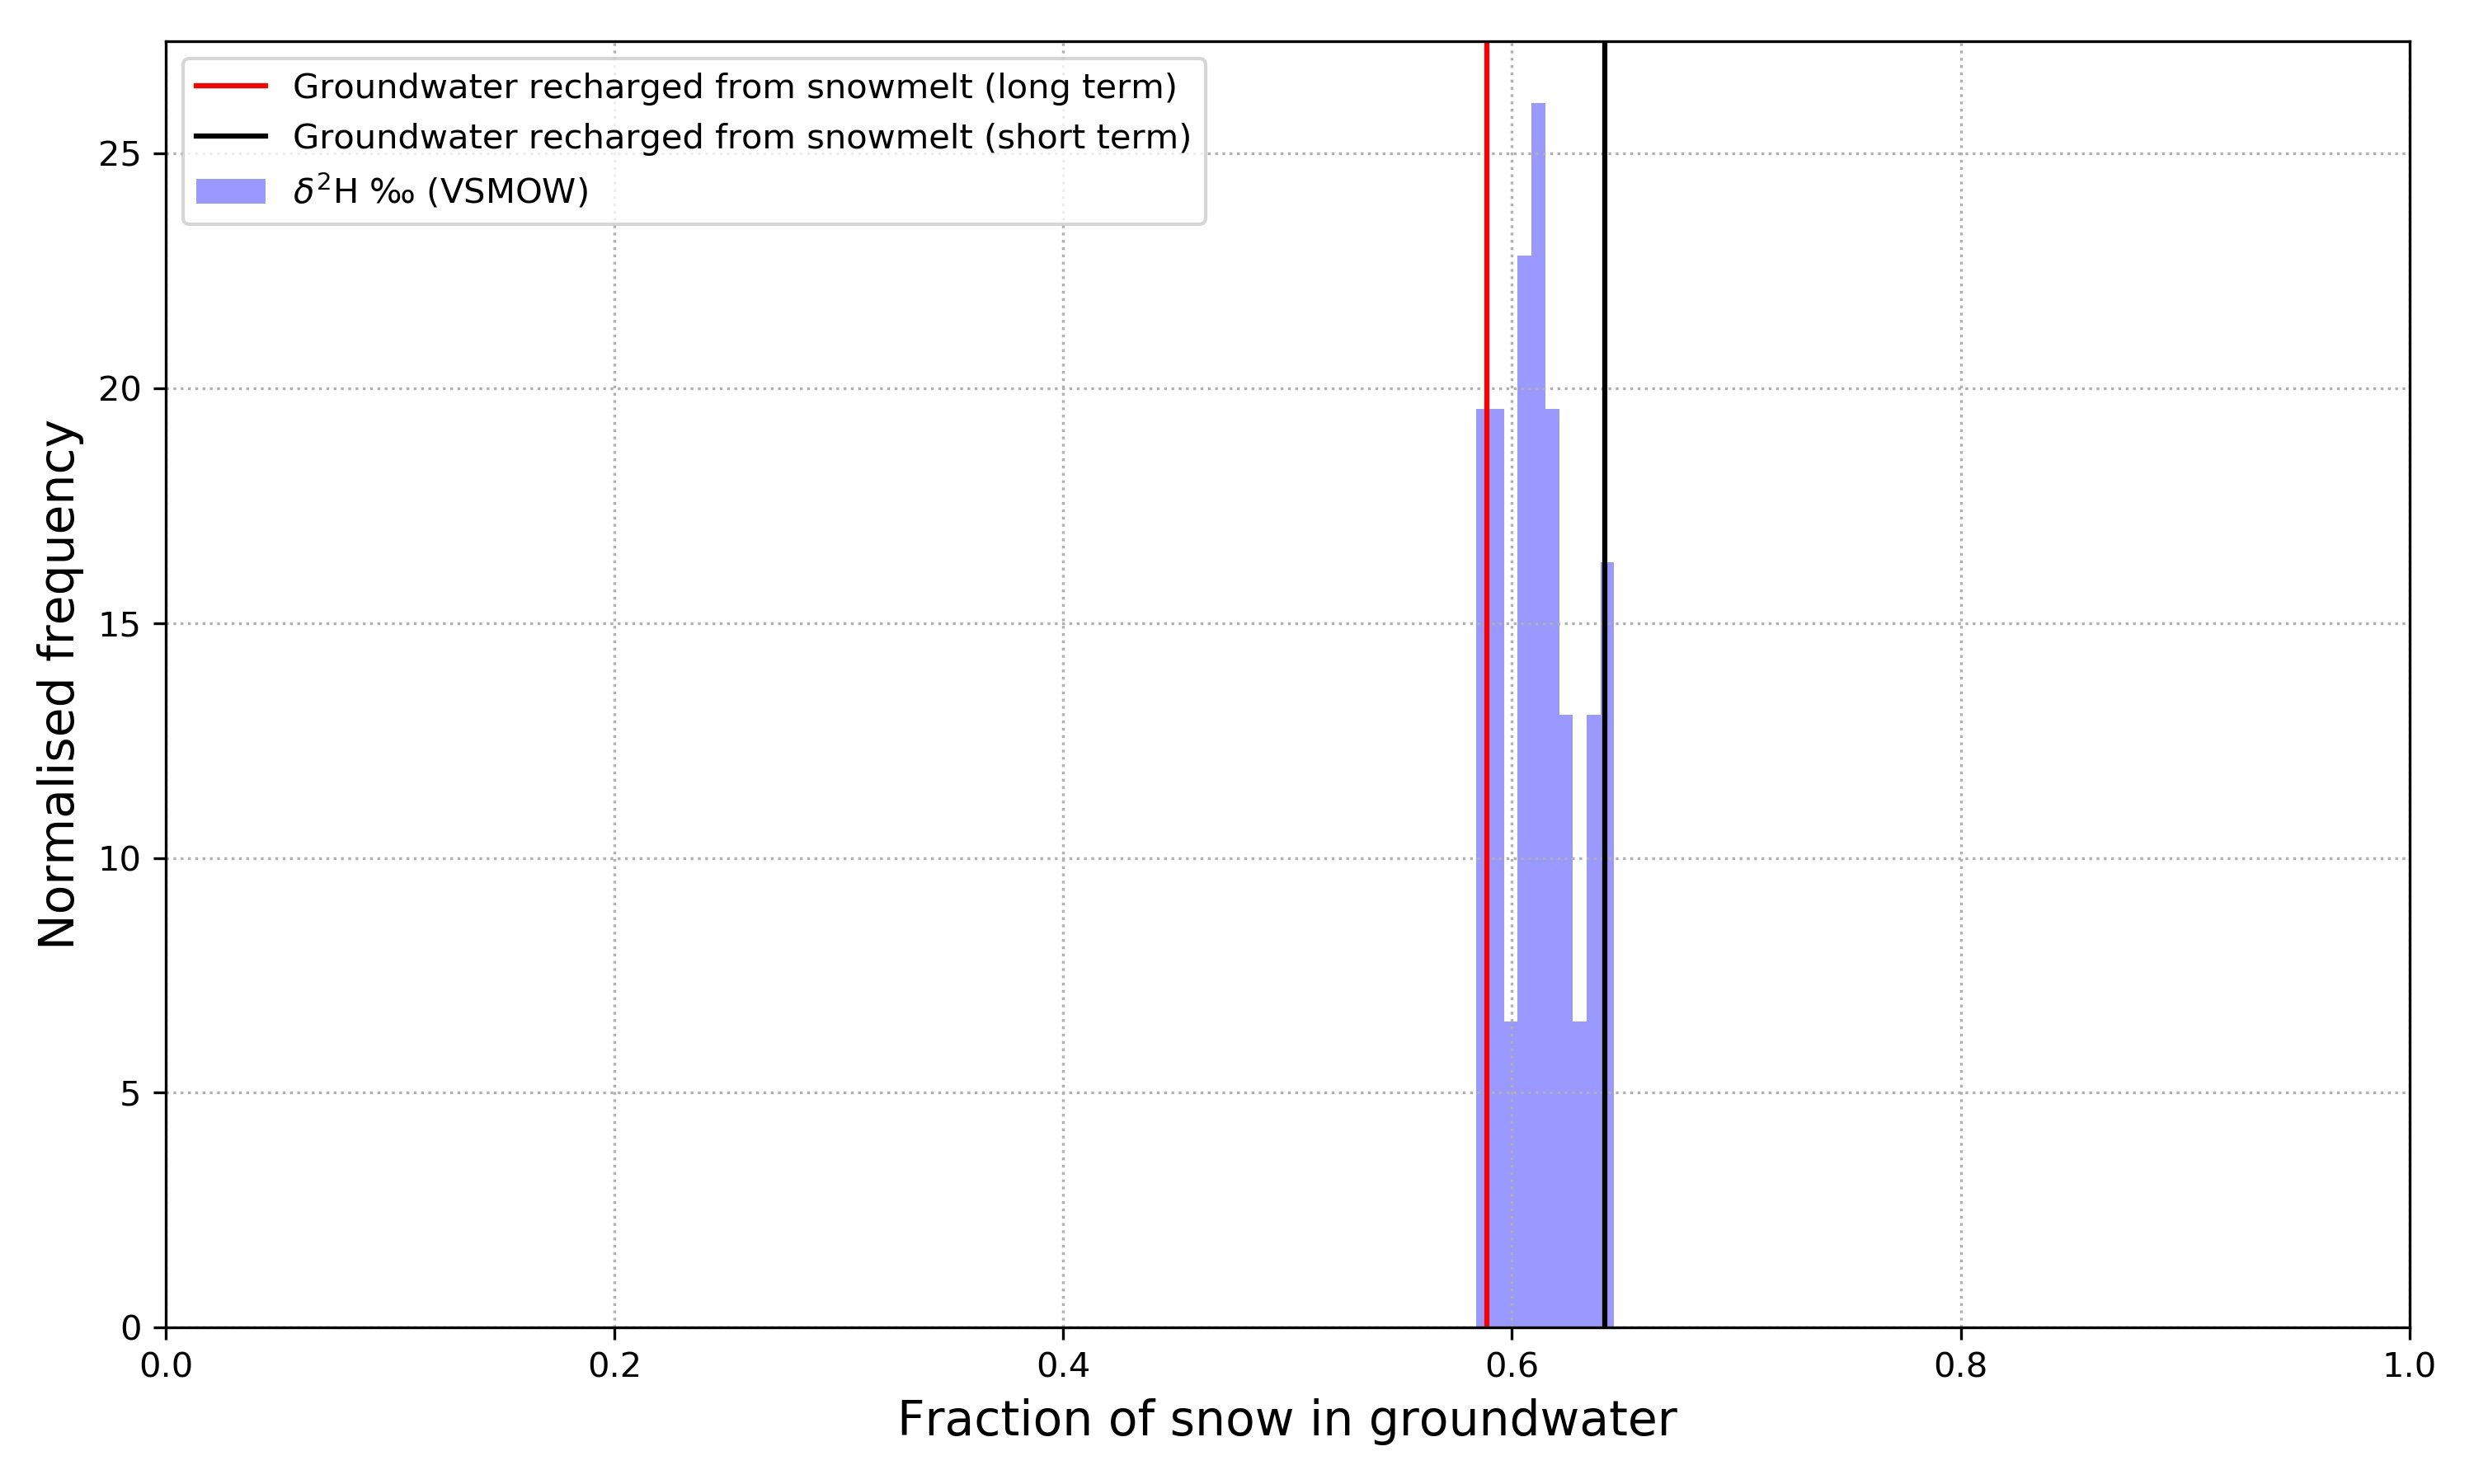 Groundwater recharged from snowmelt (long term)
Groundwater recharged from snowmelt (short term)
δ²H ‰ (VSMOW)
25
20
15
10
5
0
Normalised frequency
0.0 0.2 0.4 0.6 0.8 1.0
Fraction of snow in groundwater